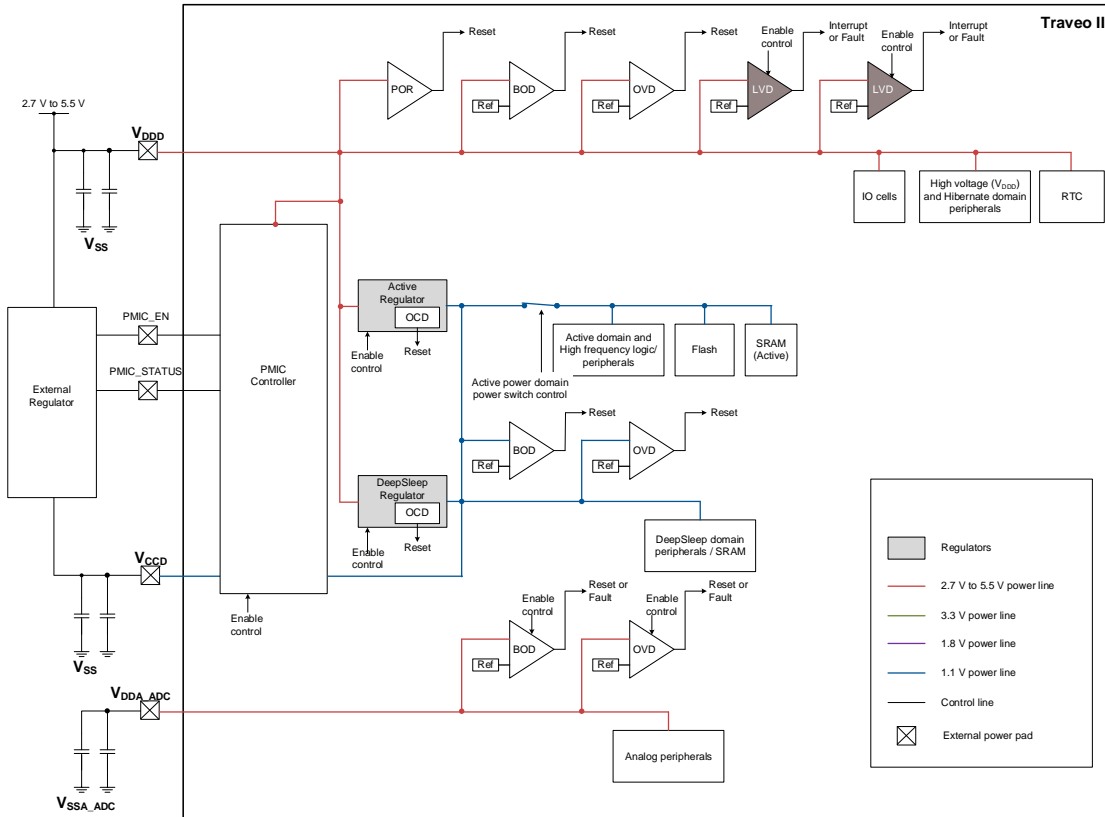 Traveo II
Reset
Reset
Reset
Enable
control
Interrupt
or Fault
Enable
control
Interrupt
or Fault
POR
BOD
OVD
LVD
LVD
Ref
Ref
Ref
Ref
2.7 V to 5.5 V
VDDD
VSS
IO cells
High voltage (VDDD)
and Hibernate domain
peripherals
RTC
External
Regulator
PMIC_EN
PMIC_STATUS
PMIC
Controller
Enable
control
Active
Regulator
OCD
Enable
control
Reset
Active power domain
power switch control
Active domain and
High frequency logic/
peripherals
Flash
SRAM
(Active)
Reset
Reset
BOD
OVD
Ref
Ref
DeepSleep
Regulator
OCD
Enable
control
Reset
DeepSleep domain
peripherals / SRAM
VCCD
VSS
Enable
control
Reset or
Fault
Enable
control
Reset or
Fault
BOD
OVD
Ref
Ref
VDDA_ADC
VSSA_ADC
Analog peripherals
Regulators
2.7 V to 5.5 V power line
3.3 V power line
1.8 V power line
1.1 V power line
Control line
External power pad